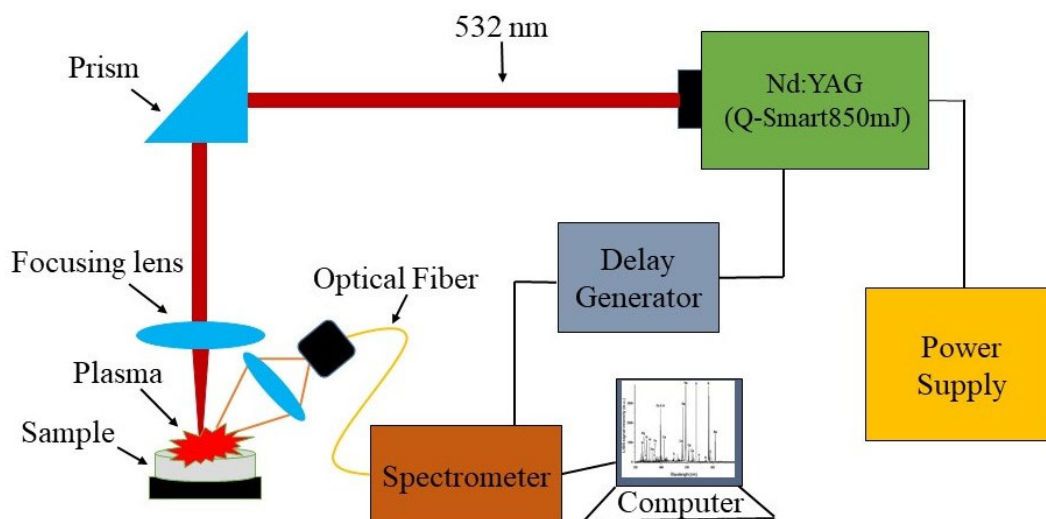 532 nm
Prism
Nd:YAG
(Q-Smart850mJ)
Focusing lens
Optical Fiber
Delay
Generator
Plasma
Sample
Power
Supply
Spectrometer
Computer